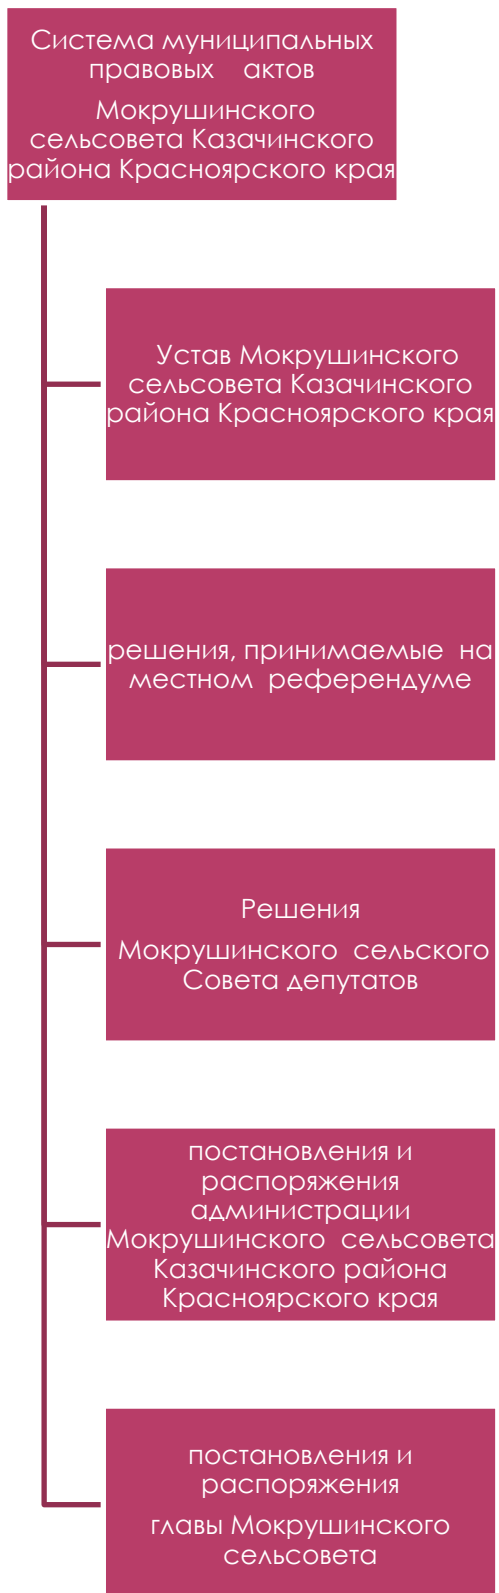 Система муниципальных
правовых актов
Мокрушинского
сельсовета Казачинского
района Красноярского края
Устав Мокрушинского
сельсовета Казачинского
района Красноярского края
решения, принимаемые на
местном референдуме
Решения
Мокрушинского сельского
Совета депутатов
постановления и
распоряжения
администрации
Мокрушинского сельсовета
Казачинского района
Красноярского края
постановления и
распоряжения
главы Мокрушинского
сельсовета